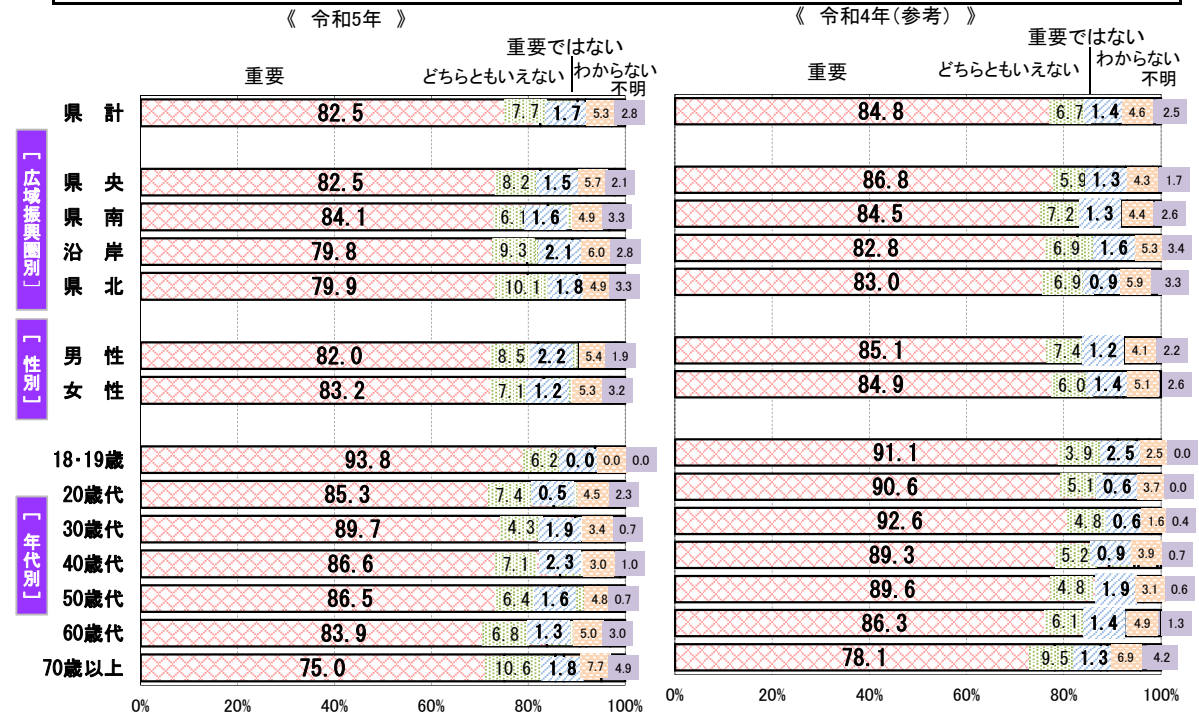 《 令和5年 》
重要 どちらともいえない 重要ではない わからない 不明
県 計 82.5 7.7 1.7 5.3 2.8
[ 広域振興圏別 ]
県 央 82.5 8.2 1.5 5.7 2.1
県 南 84.1 6.1 1.6 4.9 3.3
沿 岸 79.8 9.3 2.1 6.0 2.8
県 北 79.9 10.1 1.8 4.9 3.3
[ 性別 ]
男 性 82.0 8.5 2.2 5.4 1.9
女 性 83.2 7.1 1.2 5.3 3.2
[ 年代別 ]
18・19歳 93.8 6.2 0.0 0.0 0.0
20歳代 85.3 7.4 0.5 4.5 2.3
30歳代 89.7 4.3 1.9 3.4 0.7
40歳代 86.6 7.1 2.3 3.0 1.0
50歳代 86.5 6.4 1.6 4.8 0.7
60歳代 83.9 6.8 1.3 5.0 3.0
70歳以上 75.0 10.6 1.8 7.7 4.9
0% 20% 40% 60% 80% 100%
《 令和4年(参考) 》
重要 どちらともいえない 重要ではない わからない 不明
84.8 6.7 1.4 4.6 2.5
86.8 5.9 1.3 4.3 1.7
84.5 7.2 1.3 4.4 2.6
82.8 6.9 1.6 5.3 3.4
83.0 6.9 0.9 5.9 3.3
85.1 7.4 1.2 4.1 2.2
84.9 6.0 1.4 5.1 2.6
91.1 3.9 2.5 2.5 0.0
90.6 5.1 0.6 3.7 0.0
92.6 4.8 0.6 1.6 0.4
89.3 5.2 0.9 3.9 0.7
89.6 4.8 1.9 3.1 0.6
86.3 6.1 1.4 4.9 1.3
78.1 9.5 1.3 6.9 4.2
0% 20% 40% 60% 80% 100%